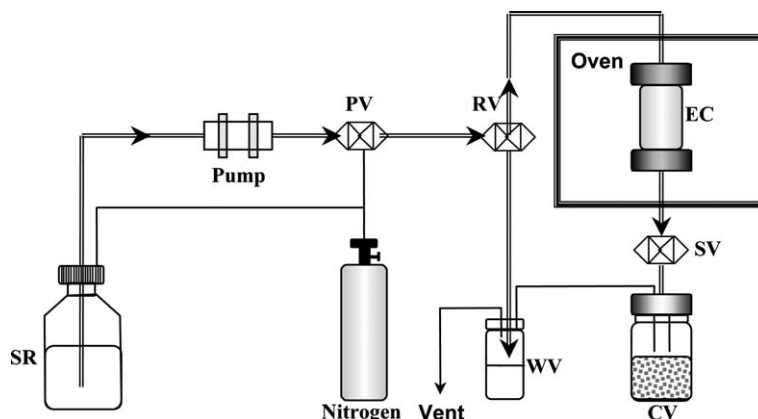 Oven
PV
RV
EC
Pump
SV
SR
WV
Nitrogen
Vent
CV